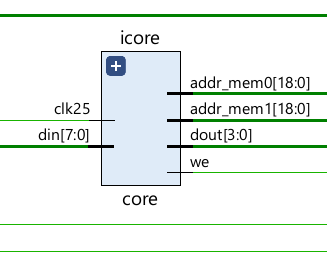 icore
addr_mem0[18:0]
clk25
addr_mem1[18:0]
din[7:0]
dout[3:0]
we
core